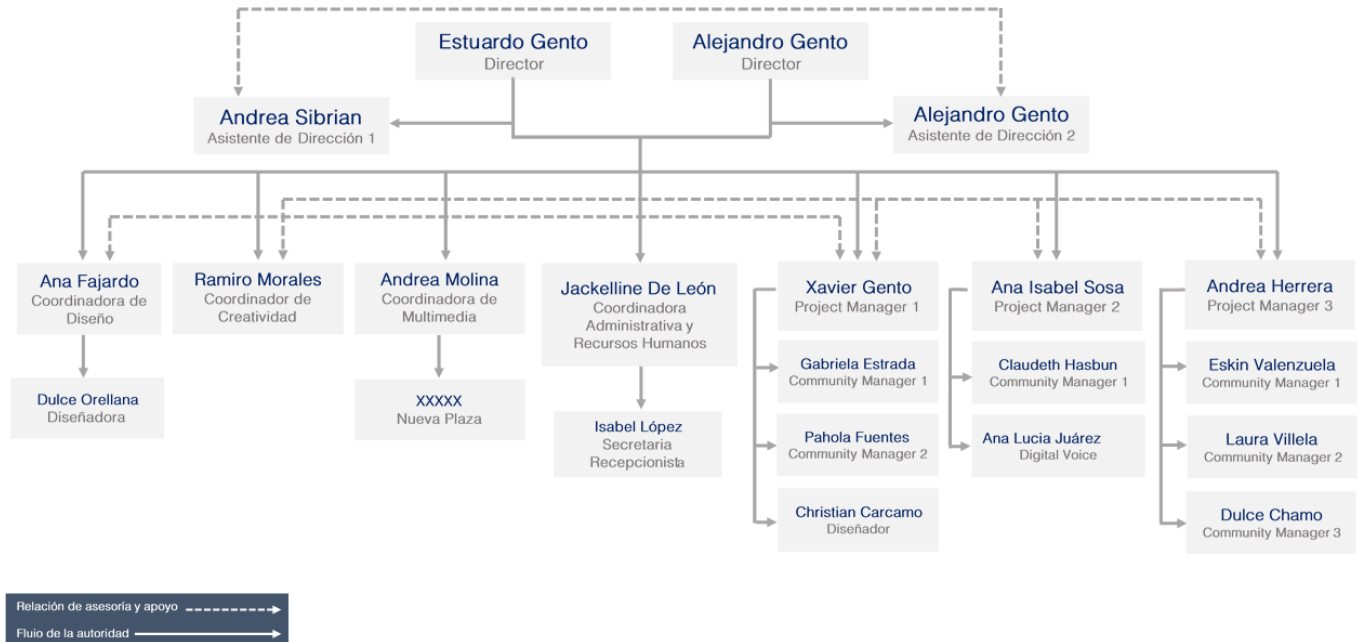 Estuardo Gento
Director
Alejandro Gento
Director
Andrea Sibrian
Asistente de Dirección 1
Alejandro Gento
Asistente de Dirección 2
Ana Fajardo
Coordinadora de
Diseño
Ramiro Morales
Coordinador de
Creatividad
Andrea Molina
Coordinadora de
Multimedia
Jackelline De León
Coordinadora
Administrativa y
Recursos Humanos
Xavier Gento
Project Manager 1
Ana Isabel Sosa
Project Manager 2
Andrea Herrera
Project Manager 3
Dulce Orellana
Diseñadora
XXXXX
Nueva Plaza
Isabel López
Secretaria
Recepcionista
Gabriela Estrada
Community Manager 1
Pahola Fuentes
Community Manager 2
Christian Carcamo
Diseñador
Claudeth Hasbun
Community Manager 1
Ana Lucia Juárez
Digital Voice
Eskin Valenzuela
Community Manager 1
Laura Villela
Community Manager 2
Dulce Chamo
Community Manager 3
Relación de asesoría y apoyo
Flujo de la autoridad